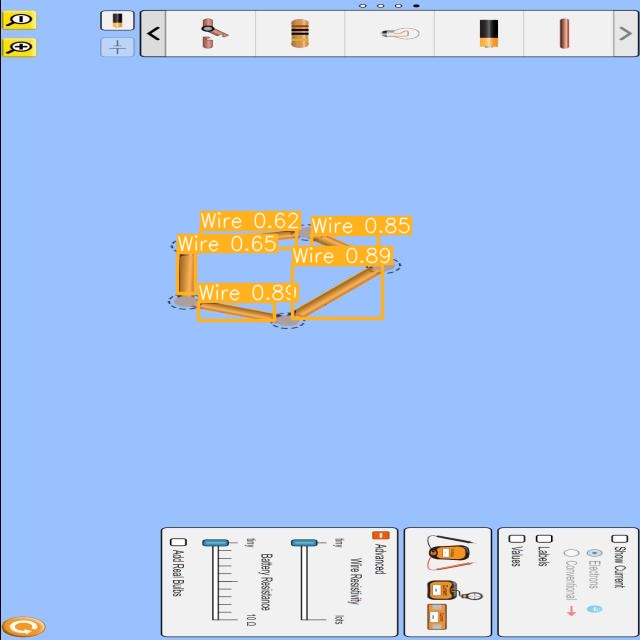 Wire 0.62
Wire 0.85
Wire 0.65
Wire 0.89
Wire 0.89
Show Current
Electrons
Conventional
Labels
Values
Advanced
Wire Resistivity
tiny
lots
Battery Resistance
tiny
10 Ω
Add Real Bulbs